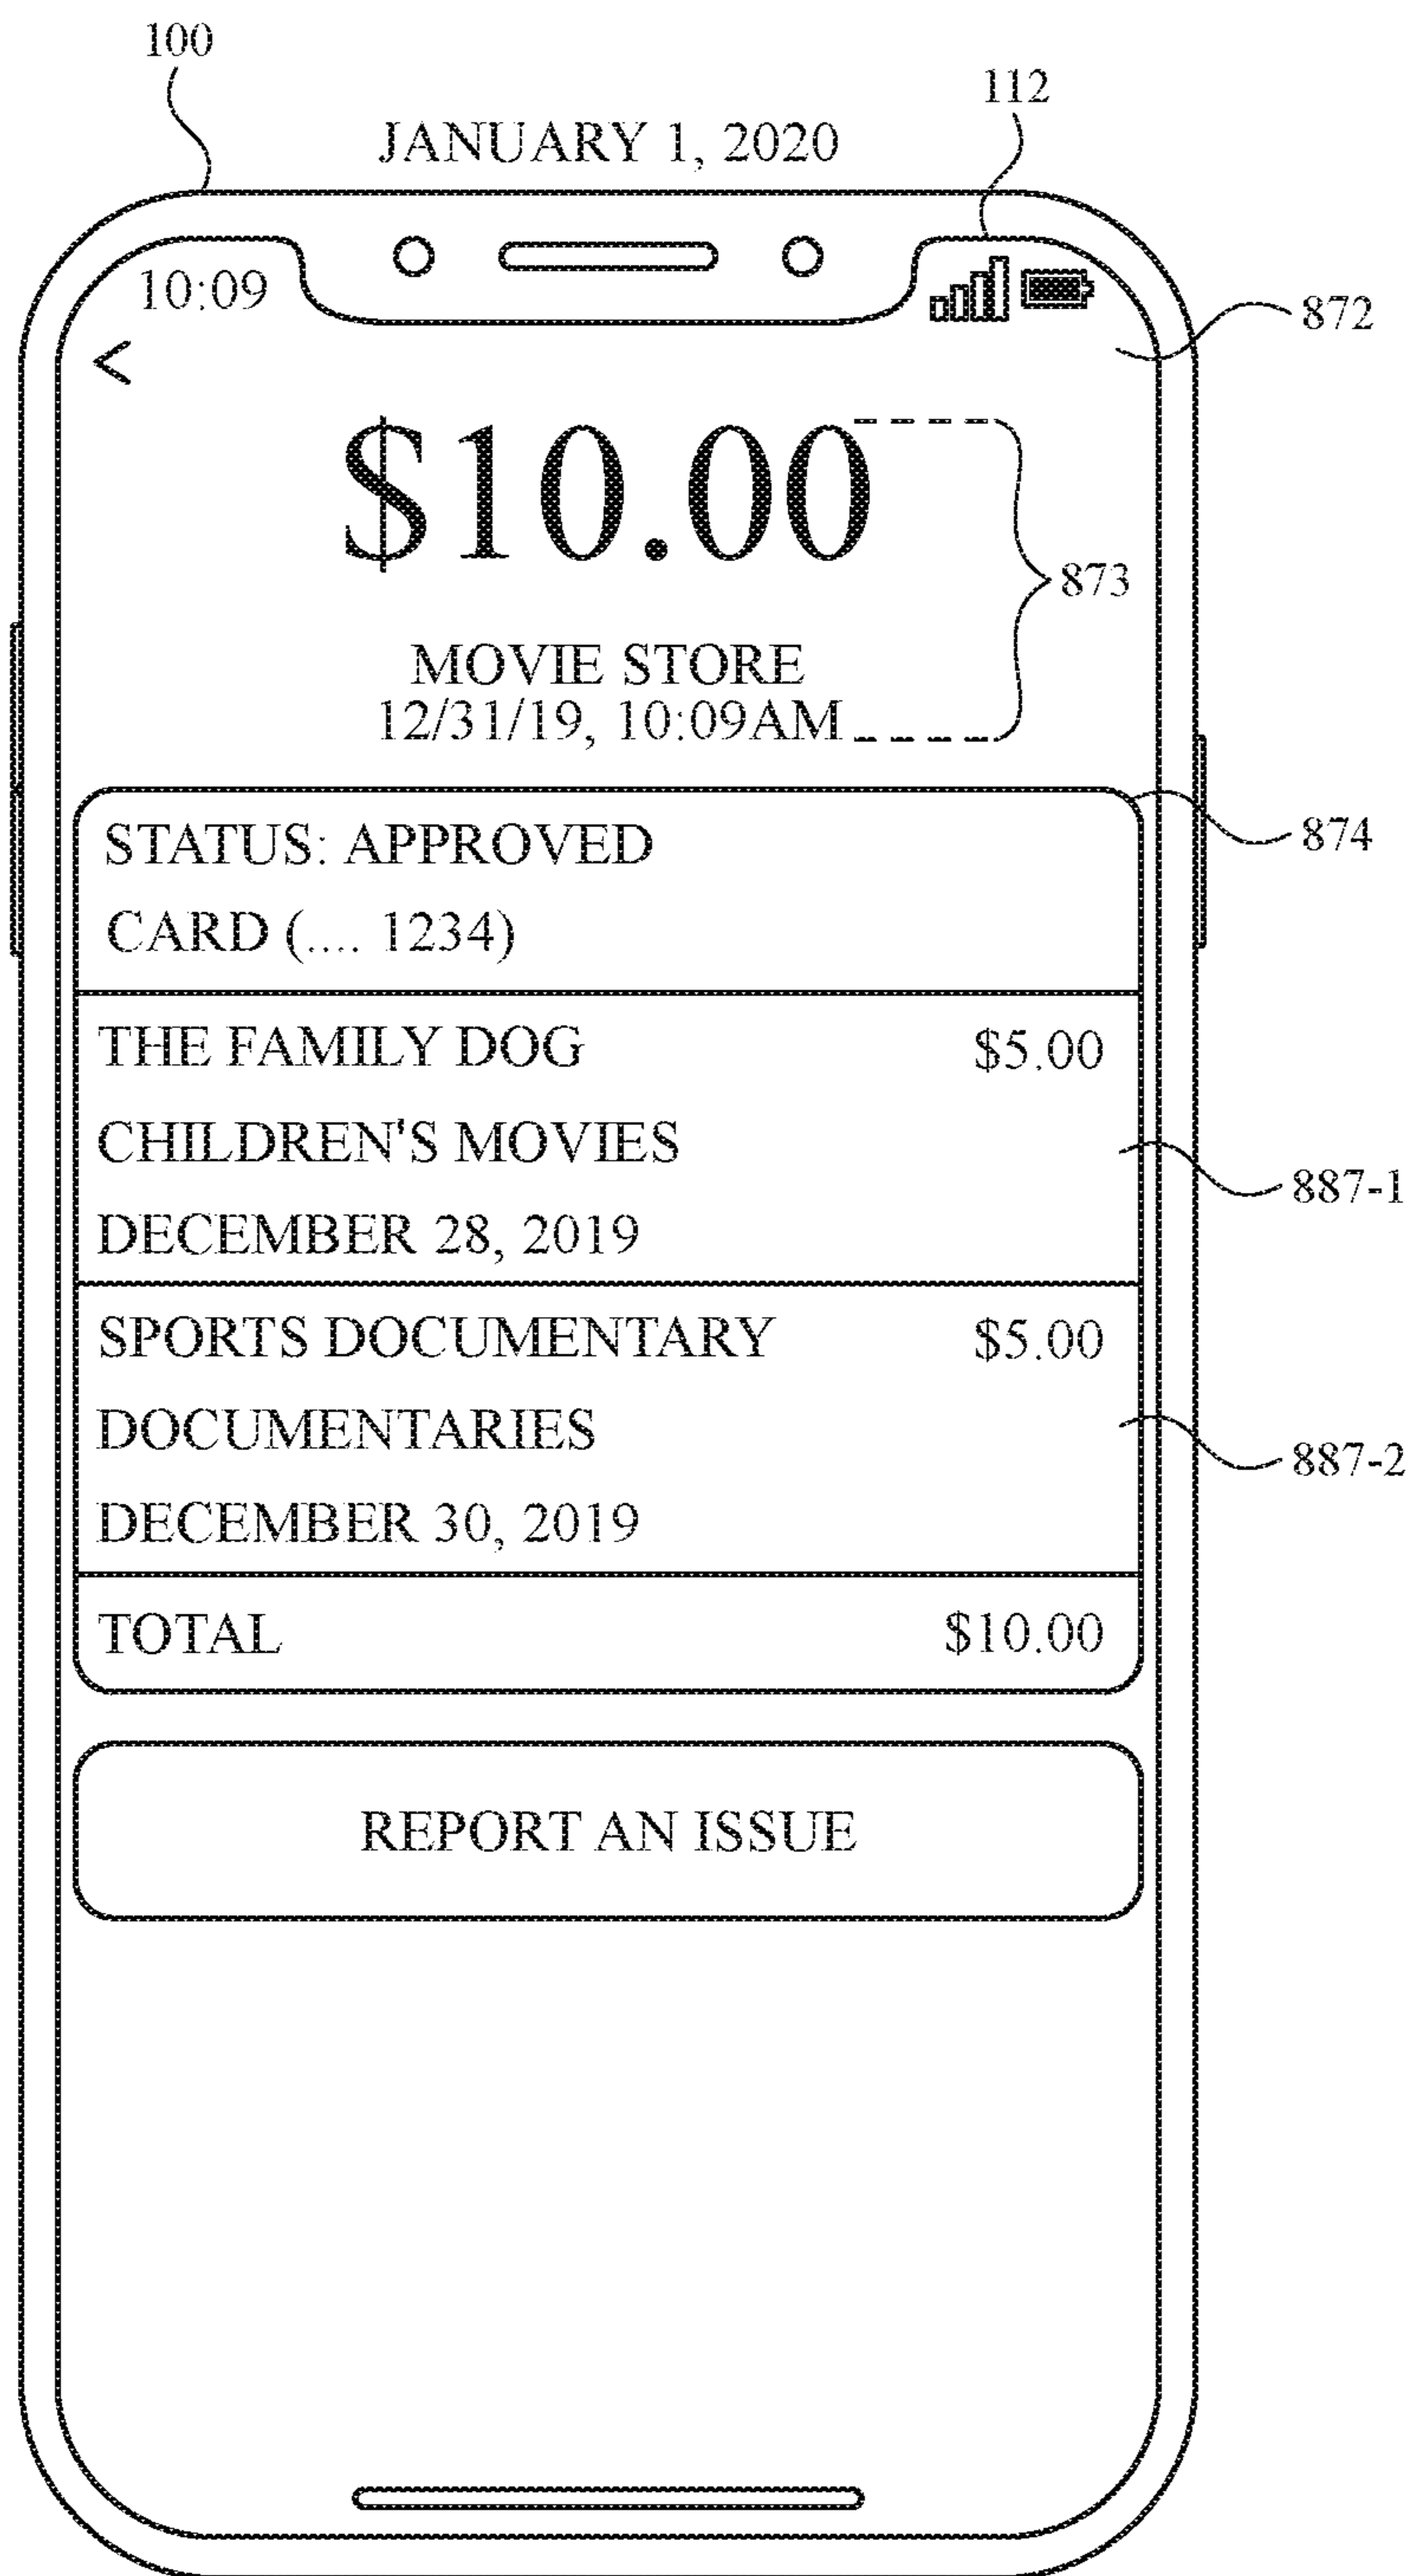 100
112
JANUARY 1, 2020
10:09
872
<
$10.00
873
MOVIE STORE
12/31/19, 10:09AM
874
STATUS: APPROVED
CARD (.... 1234)
THE FAMILY DOG $5.00
CHILDREN'S MOVIES
887-1
DECEMBER 28, 2019
SPORTS DOCUMENTARY $5.00
DOCUMENTARIES
887-2
DECEMBER 30, 2019
TOTAL $10.00
REPORT AN ISSUE